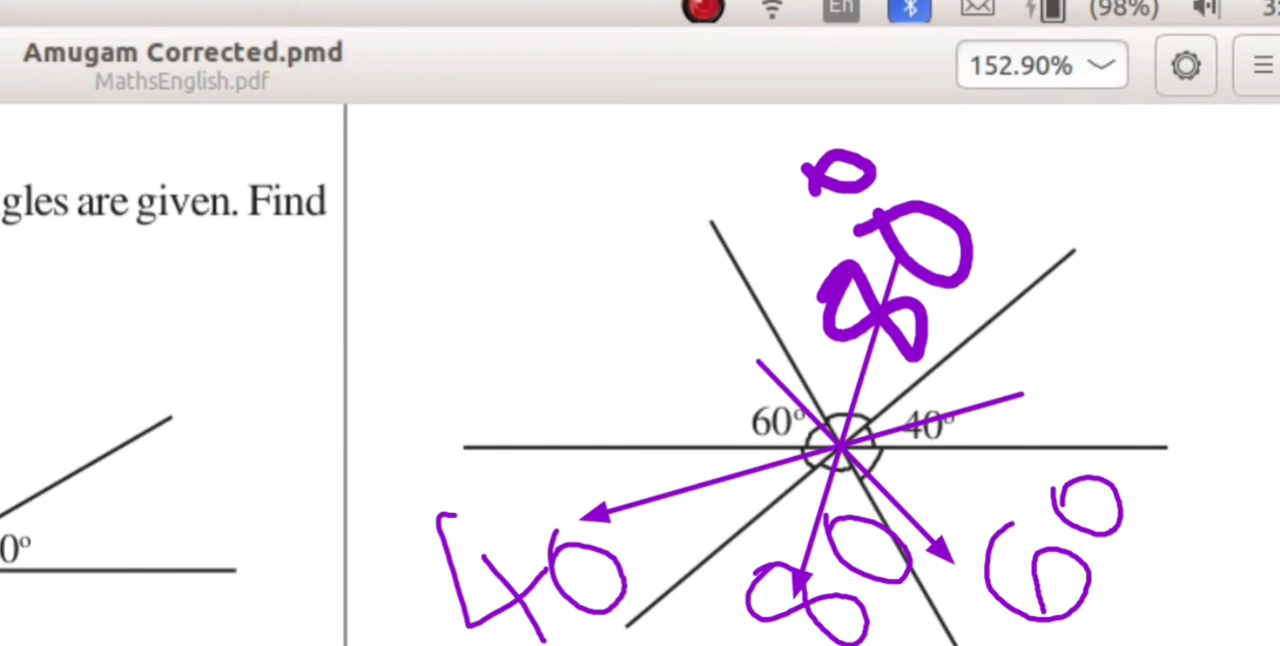 En
(98%)
Amugam Corrected.pmd
MathsEnglish.pdf
152.90%
gles are given. Find
80°
60°
40°
0°
40
80
60°